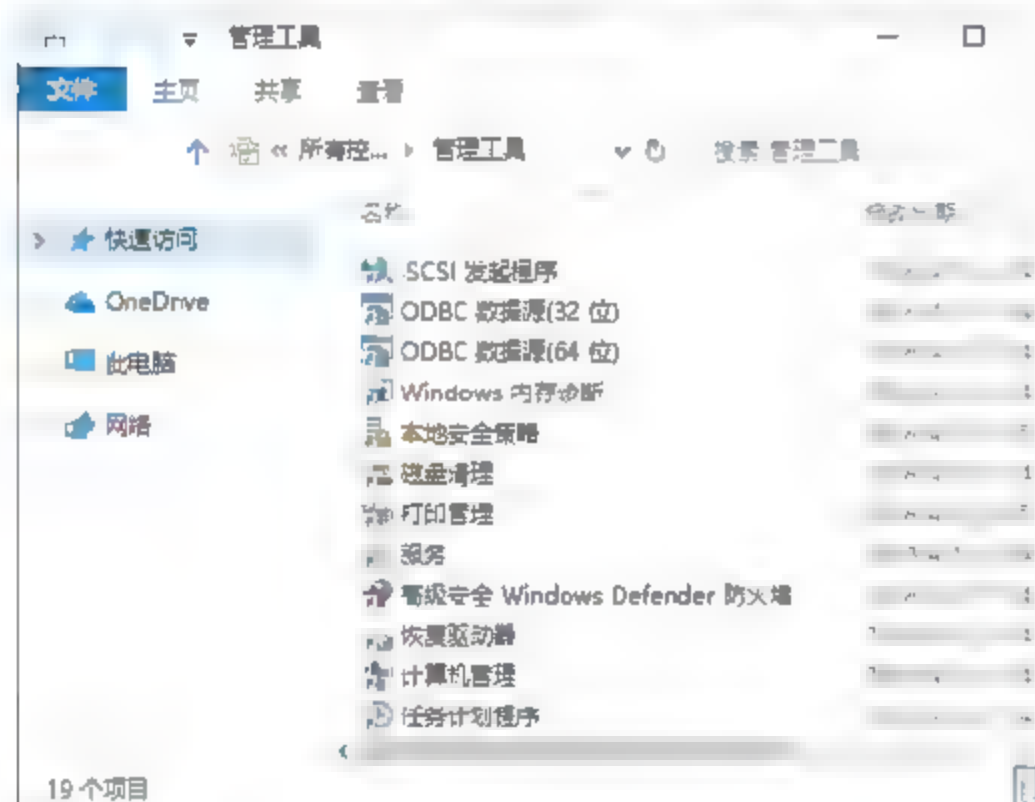 管理工具
文件 主页 共享 查看
« 所有控... › 管理工具 搜索 管理工具
名称
快速访问
OneDrive
此电脑
网络
iSCSI 发起程序
ODBC 数据源(32 位)
ODBC 数据源(64 位)
Windows 内存诊断
本地安全策略
磁盘清理
打印管理
服务
高级安全 Windows Defender 防火墙
恢复驱动器
计算机管理
任务计划程序
19 个项目